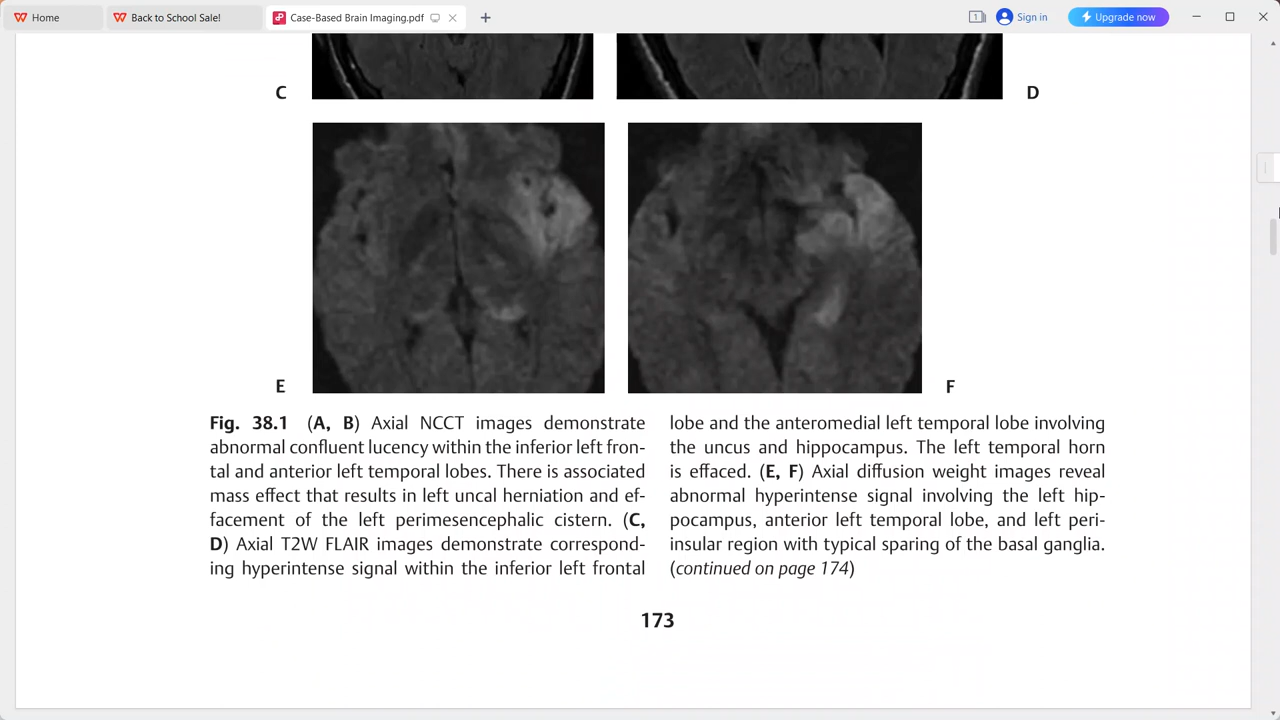 Home
Back to School Sale!
Case-Based Brain Imaging.pdf
1
Sign in
Upgrade now
C
D
E
F
Fig. 38.1 (A, B) Axial NCCT images demonstrate
abnormal confluent lucency within the inferior left fron-
tal and anterior left temporal lobes. There is associated
mass effect that results in left uncal herniation and ef-
facement of the left perimesencephalic cistern. (C,
D) Axial T2W FLAIR images demonstrate correspond-
ing hyperintense signal within the inferior left frontal
lobe and the anteromedial left temporal lobe involving
the uncus and hippocampus. The left temporal horn
is effaced. (E, F) Axial diffusion weight images reveal
abnormal hyperintense signal involving the left hip-
pocampus, anterior left temporal lobe, and left peri-
insular region with typical sparing of the basal ganglia.
(continued on page 174)
173